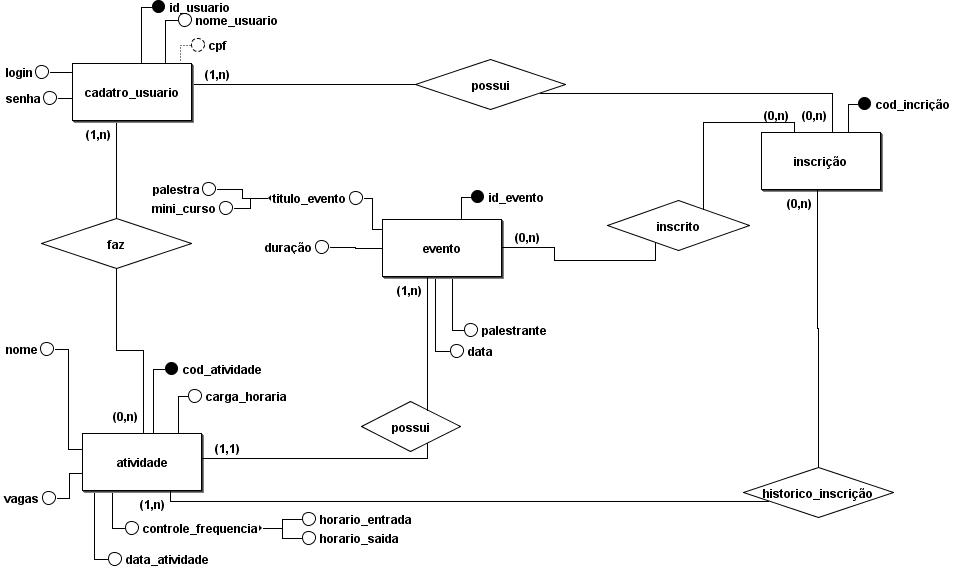 id_usuario
nome_usuario
cpf
login
senha
cadatro_usuario
(1,n)
possui
(0,n)
(0,n)
cod_incrição
(1,n)
inscrição
palestra
mini_curso
titulo_evento
id_evento
(0,n)
inscrito
(0,n)
faz
duração
evento
(1,n)
palestrante
data
nome
cod_atividade
carga_horaria
(0,n)
possui
(1,1)
atividade
vagas
(1,n)
historico_inscrição
controle_frequencia
horario_entrada
horario_saida
data_atividade